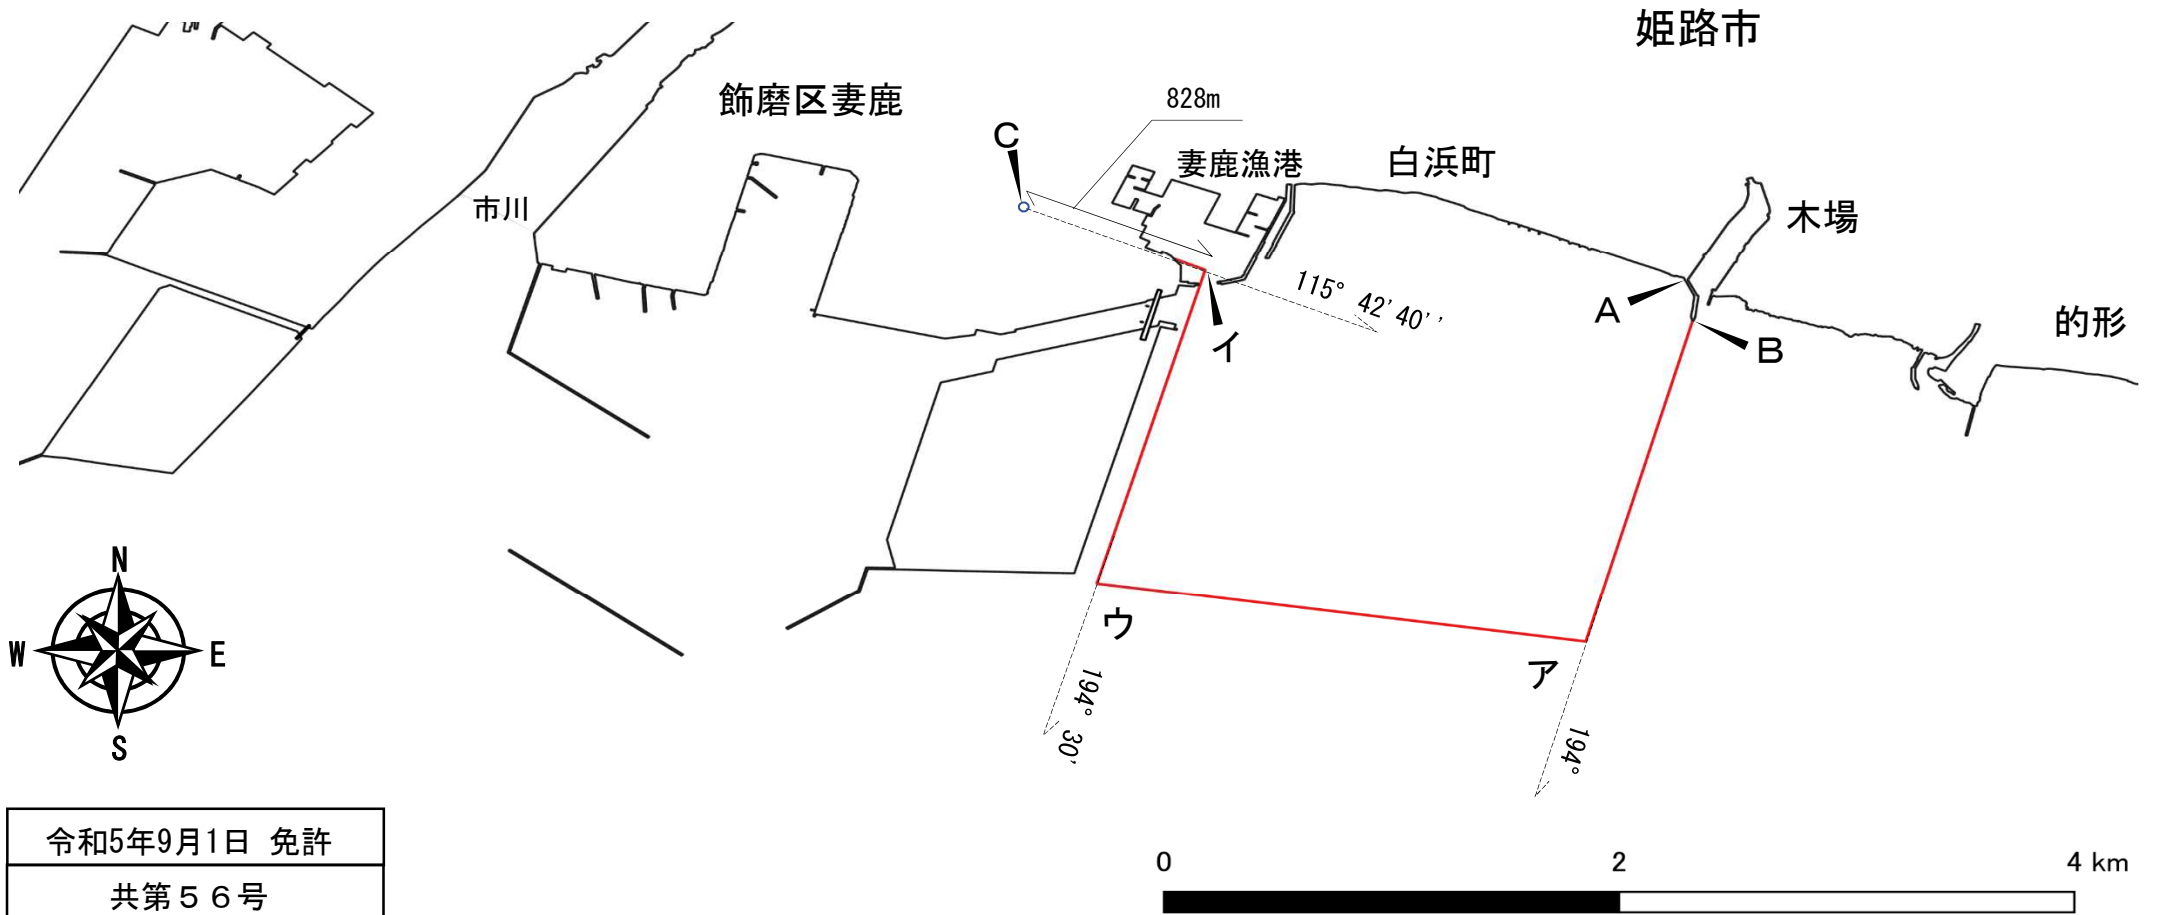 姫路市
飾磨区妻鹿
828m
C
妻鹿漁港
白浜町
市川
木場
115° 42' 40' '
A
的形
イ
B
N
W
E
S
ウ
ア
194° 30'
194°
令和5年9月1日 免許
共第56号
0 2 4 km